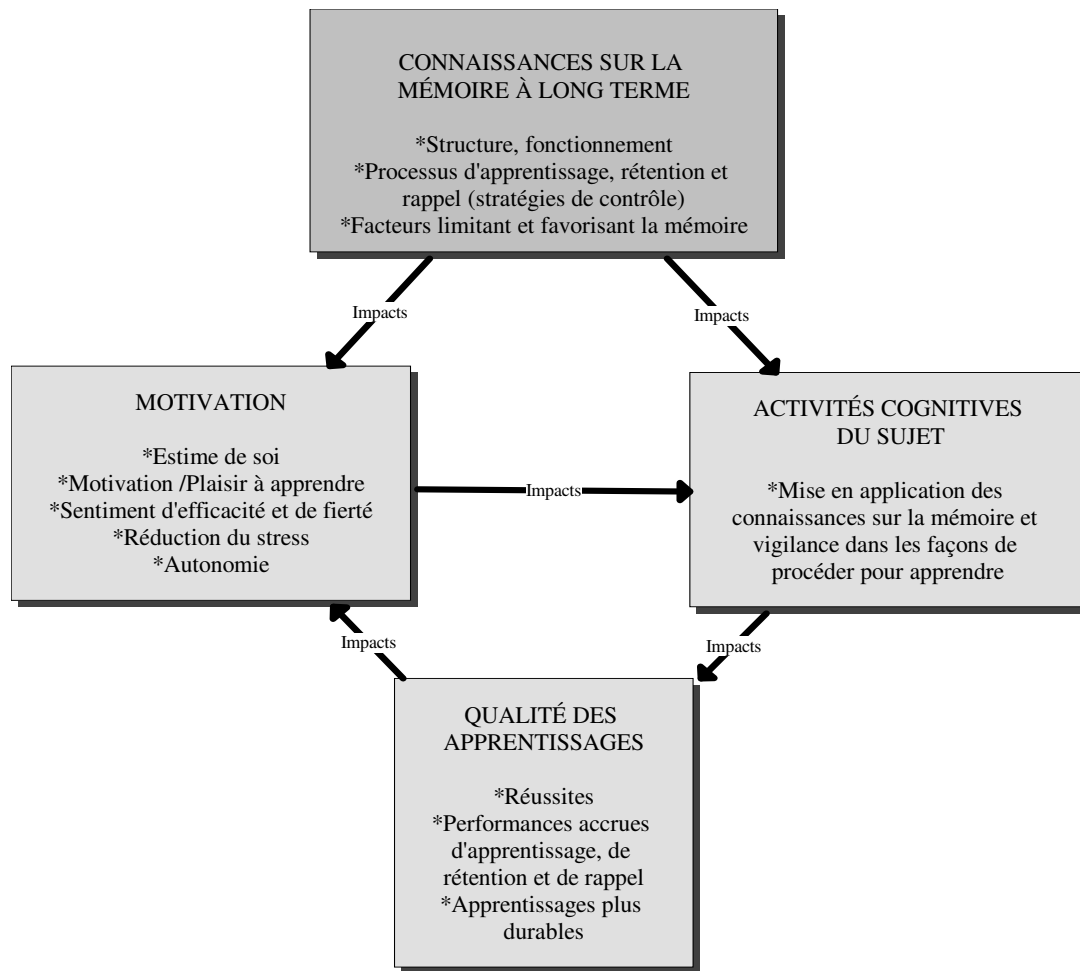 CONNAISSANCES SUR LA
MÉMOIRE À LONG TERME
*Structure, fonctionnement
*Processus d'apprentissage, rétention et
rappel (stratégies de contrôle)
*Facteurs limitant et favorisant la mémoire
Impacts
Impacts
MOTIVATION
*Estime de soi
*Motivation /Plaisir à apprendre
*Sentiment d'efficacité et de fierté
*Réduction du stress
*Autonomie
Impacts
ACTIVITÉS COGNITIVES
DU SUJET
*Mise en application des
connaissances sur la mémoire et
vigilance dans les façons de
procéder pour apprendre
Impacts
Impacts
QUALITÉ DES
APPRENTISSAGES
*Réussites
*Performances accrues
d'apprentissage, de
rétention et de rappel
*Apprentissages plus
durables